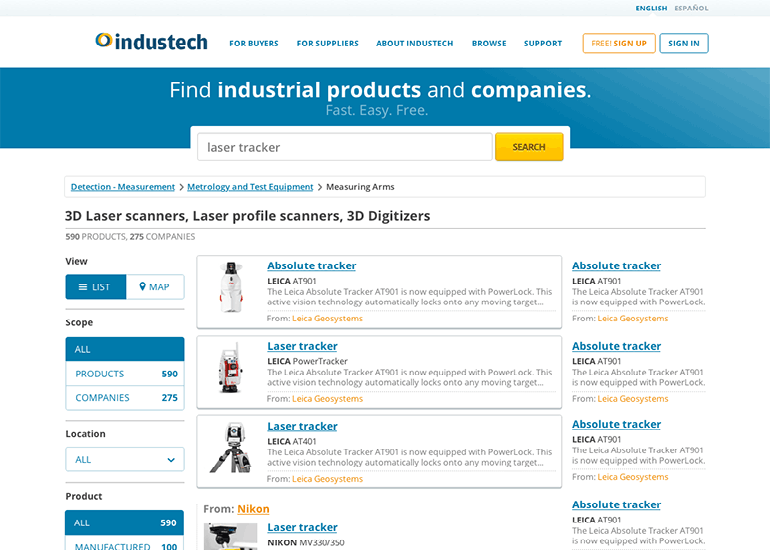 ENGLISH ESPAÑOL
industech
FOR BUYERS FOR SUPPLIERS ABOUT INDUSTECH BROWSE SUPPORT FREE! SIGN UP SIGN IN
Find industrial products and companies.
Fast. Easy. Free.
laser tracker SEARCH
Detection - Measurement > Metrology and Test Equipment > Measuring Arms
3D Laser scanners, Laser profile scanners, 3D Digitizers
590 PRODUCTS, 275 COMPANIES
View
LIST MAP
Scope
ALL
PRODUCTS 590
COMPANIES 275
Location
ALL
Product
ALL 590
MANUFACTURED 100
Absolute tracker
LEICA AT901
The Leica Absolute Tracker AT901 is now equipped with PowerLock. This
active vision technology automatically locks onto any moving target...
From: Leica Geosystems
Laser tracker
LEICA PowerTracker
The Leica Absolute Tracker AT901 is now equipped with PowerLock. This
active vision technology automatically locks onto any moving target...
From: Leica Geosystems
Laser tracker
LEICA AT401
The Leica Absolute Tracker AT901 is now equipped with PowerLock. This
active vision technology automatically locks onto any moving target...
From: Leica Geosystems
From: Nikon
Laser tracker
NIKON MV330/350
Absolute tracker
LEICA AT901
The Leica Absolute Tracker AT901
is now equipped with PowerLock.
From: Leica Geosystems
Absolute tracker
LEICA AT901
The Leica Absolute Tracker AT901
is now equipped with PowerLock.
From: Leica Geosystems
Absolute tracker
LEICA AT901
The Leica Absolute Tracker AT901
is now equipped with PowerLock.
From: Leica Geosystems
Absolute tracker
LEICA AT901
The Leica Absolute Tracker AT901
is now equipped with PowerLock.